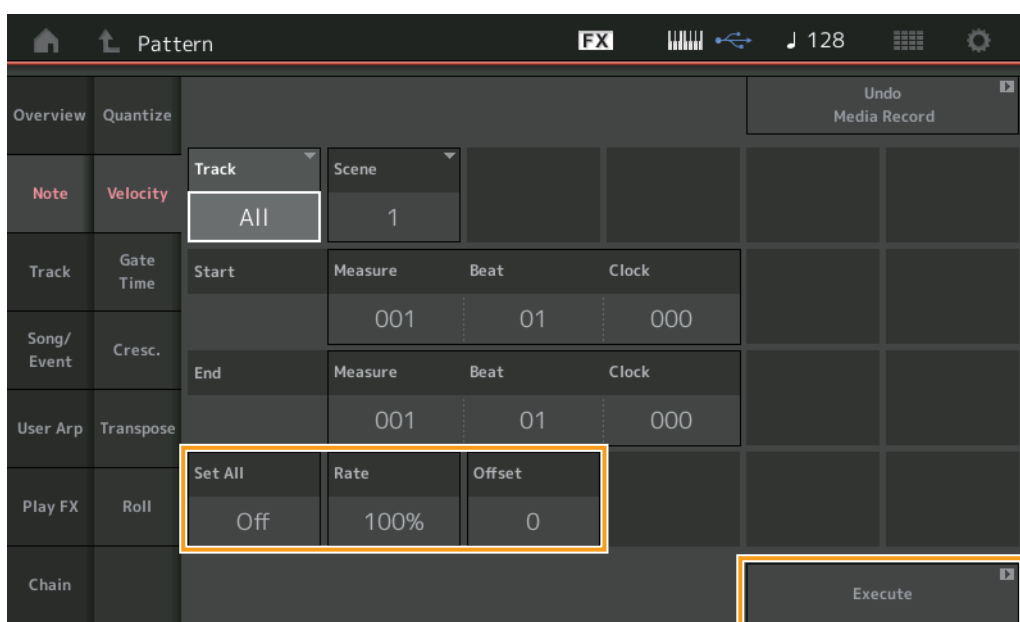 Pattern FX ♩ 128
Undo
Media Record
Overview Quantize
Track Scene
Note Velocity
All 1
Track Gate Time Start Measure Beat Clock
001 01 000
Song/Event Cresc.
End Measure Beat Clock
User Arp Transpose 001 01 000
Set All Rate Offset
Play FX Roll Off 100% 0
Chain Execute